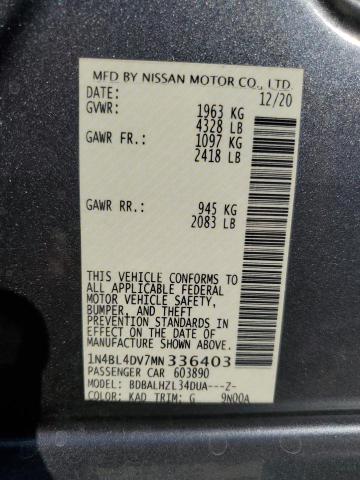 MFD BY NISSAN MOTOR CO., LTD.
DATE: 12/20
GVWR: 1963 KG
4328 LB
GAWR FR.: 1097 KG
2418 LB
GAWR RR.: 945 KG
2083 LB
THIS VEHICLE CONFORMS TO
ALL APPLICABLE FEDERAL
MOTOR VEHICLE SAFETY,
BUMPER, AND THEFT
PREVENTION STANDARDS IN
EFFECT ON THE DATE OF
MANUFACTURE SHOWN ABOVE.
1N4BL4DV7MN336403
PASSENGER CAR 603890
MODEL: BDBALHZL34DUA---Z-
COLOR: KAD TRIM: G 9N00A